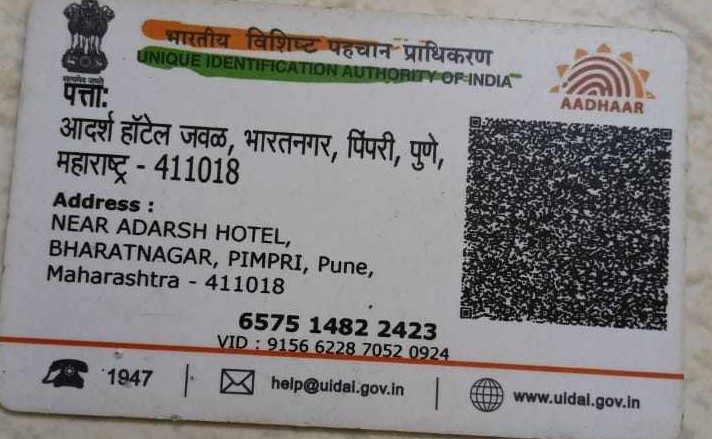 भारतीय विशिष्ट पहचान प्राधिकरण
UNIQUE IDENTIFICATION AUTHORITY OF INDIA
AADHAAR
पत्ता:
आदर्श हॉटेल जवळ, भारतनगर, पिंपरी, पुणे,
महाराष्ट्र - 411018
Address :
NEAR ADARSH HOTEL,
BHARATNAGAR, PIMPRI, Pune,
Maharashtra - 411018
6575 1482 2423
VID : 9156 6228 7052 0924
1947
help@uidai.gov.in
www.uidai.gov.in